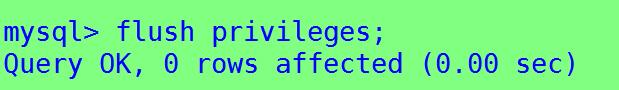 mysql> flush privileges;
Query OK, 0 rows affected (0.00 sec)